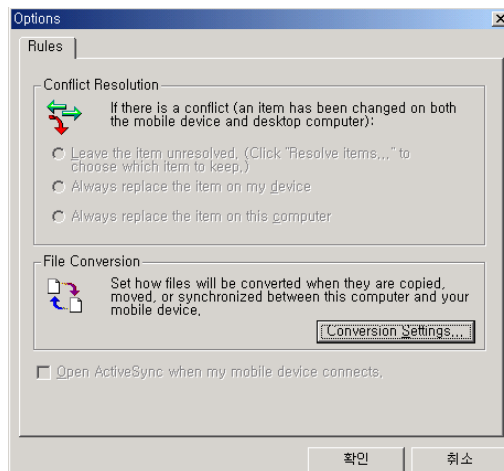 Options
Rules
Conflict Resolution
If there is a conflict (an item has been changed on both
the mobile device and desktop computer):
Leave the item unresolved. (Click "Resolve items..." to
choose which item to keep.)
Always replace the item on my device
Always replace the item on this computer
File Conversion
Set how files will be converted when they are copied,
moved, or synchronized between this computer and your
mobile device.
Conversion Settings...
Open ActiveSync when my mobile device connects.
확인 취소